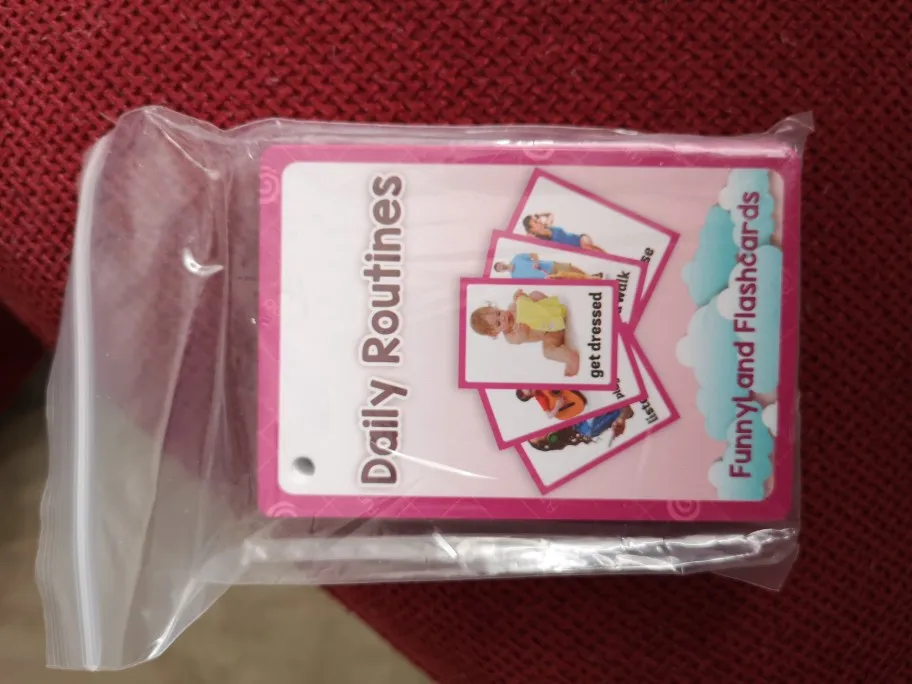 Daily Routines
get dressed
walk
FunnyLand Flashcards